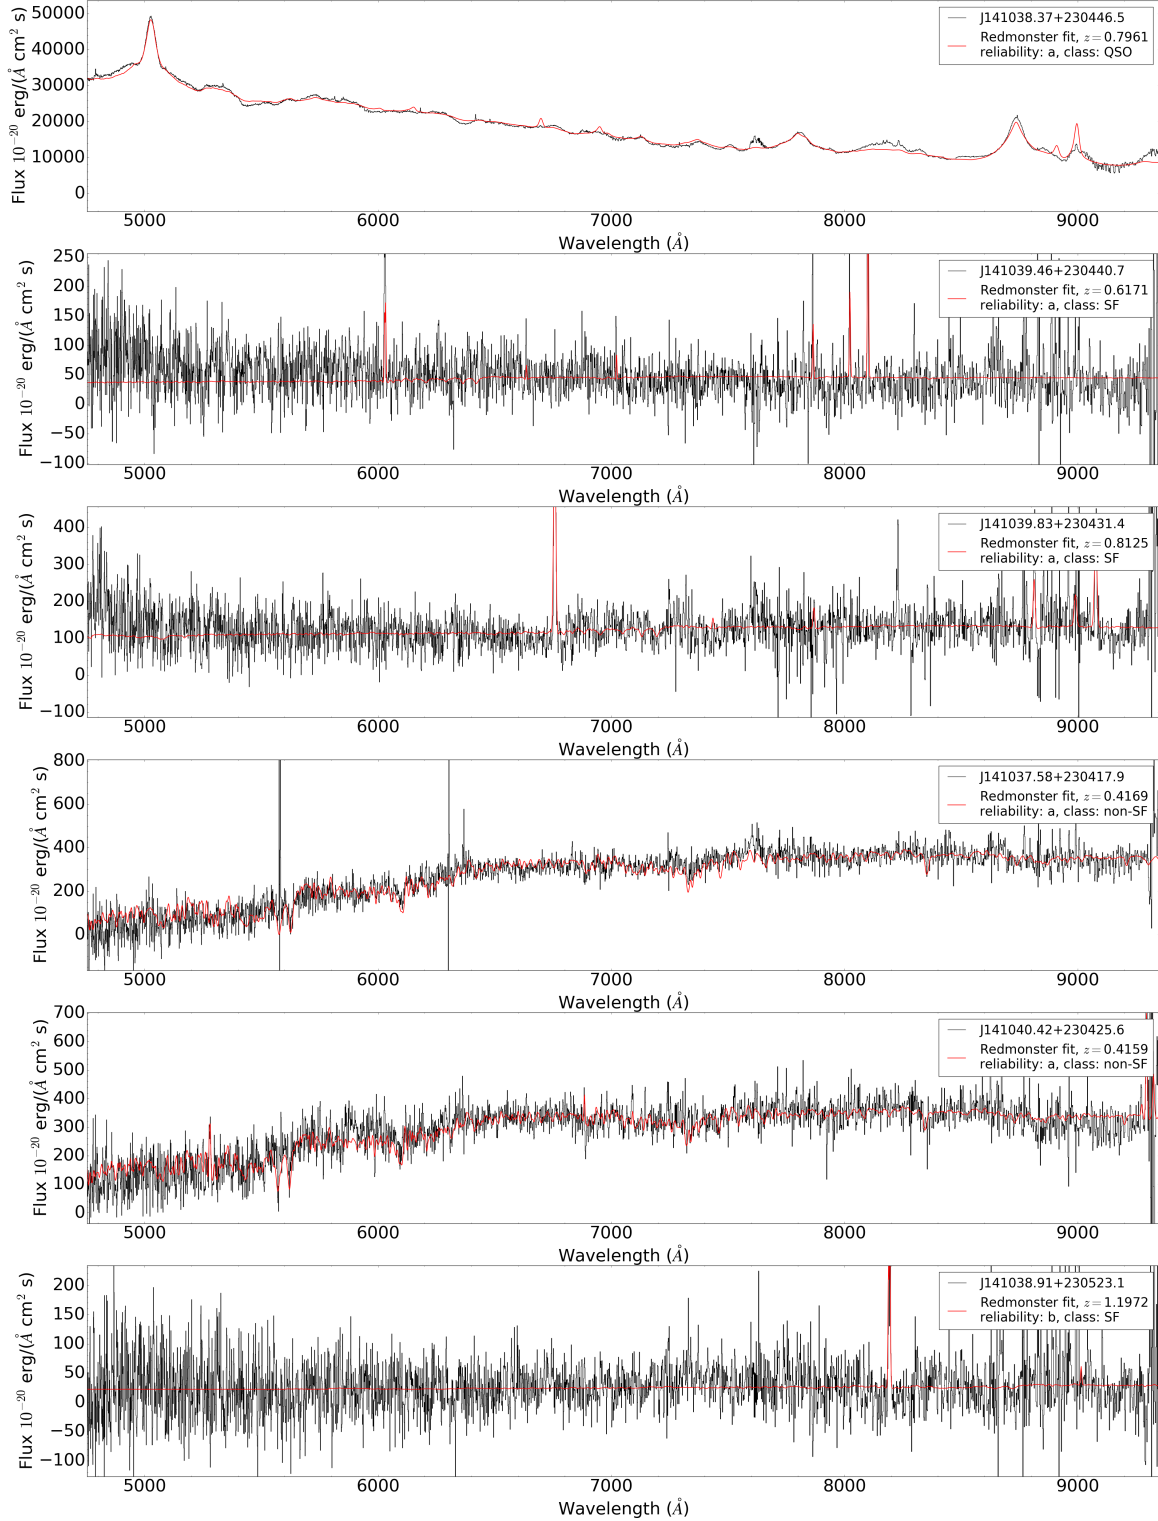 50000
40000
30000
20000
10000
0
Flux 10⁻²⁰ erg/(Å cm² s)
J141038.37+230446.5
Redmonster fit, z=0.7961
reliability: a, class: QSO
5000 6000 7000 8000 9000
Wavelength (Å)
250
200
150
100
50
0
−50
−100
Flux 10⁻²⁰ erg/(Å cm² s)
J141039.46+230440.7
Redmonster fit, z=0.6171
reliability: a, class: SF
5000 6000 7000 8000 9000
Wavelength (Å)
400
300
200
100
0
−100
Flux 10⁻²⁰ erg/(Å cm² s)
J141039.83+230431.4
Redmonster fit, z=0.8125
reliability: a, class: SF
5000 6000 7000 8000 9000
Wavelength (Å)
800
600
400
200
0
Flux 10⁻²⁰ erg/(Å cm² s)
J141037.58+230417.9
Redmonster fit, z=0.4169
reliability: a, class: non-SF
5000 6000 7000 8000 9000
Wavelength (Å)
700
600
500
400
300
200
100
0
Flux 10⁻²⁰ erg/(Å cm² s)
J141040.42+230425.6
Redmonster fit, z=0.4159
reliability: a, class: non-SF
5000 6000 7000 8000 9000
Wavelength (Å)
200
150
100
50
0
−50
−100
Flux 10⁻²⁰ erg/(Å cm² s)
J141038.91+230523.1
Redmonster fit, z=1.1972
reliability: b, class: SF
5000 6000 7000 8000 9000
Wavelength (Å)